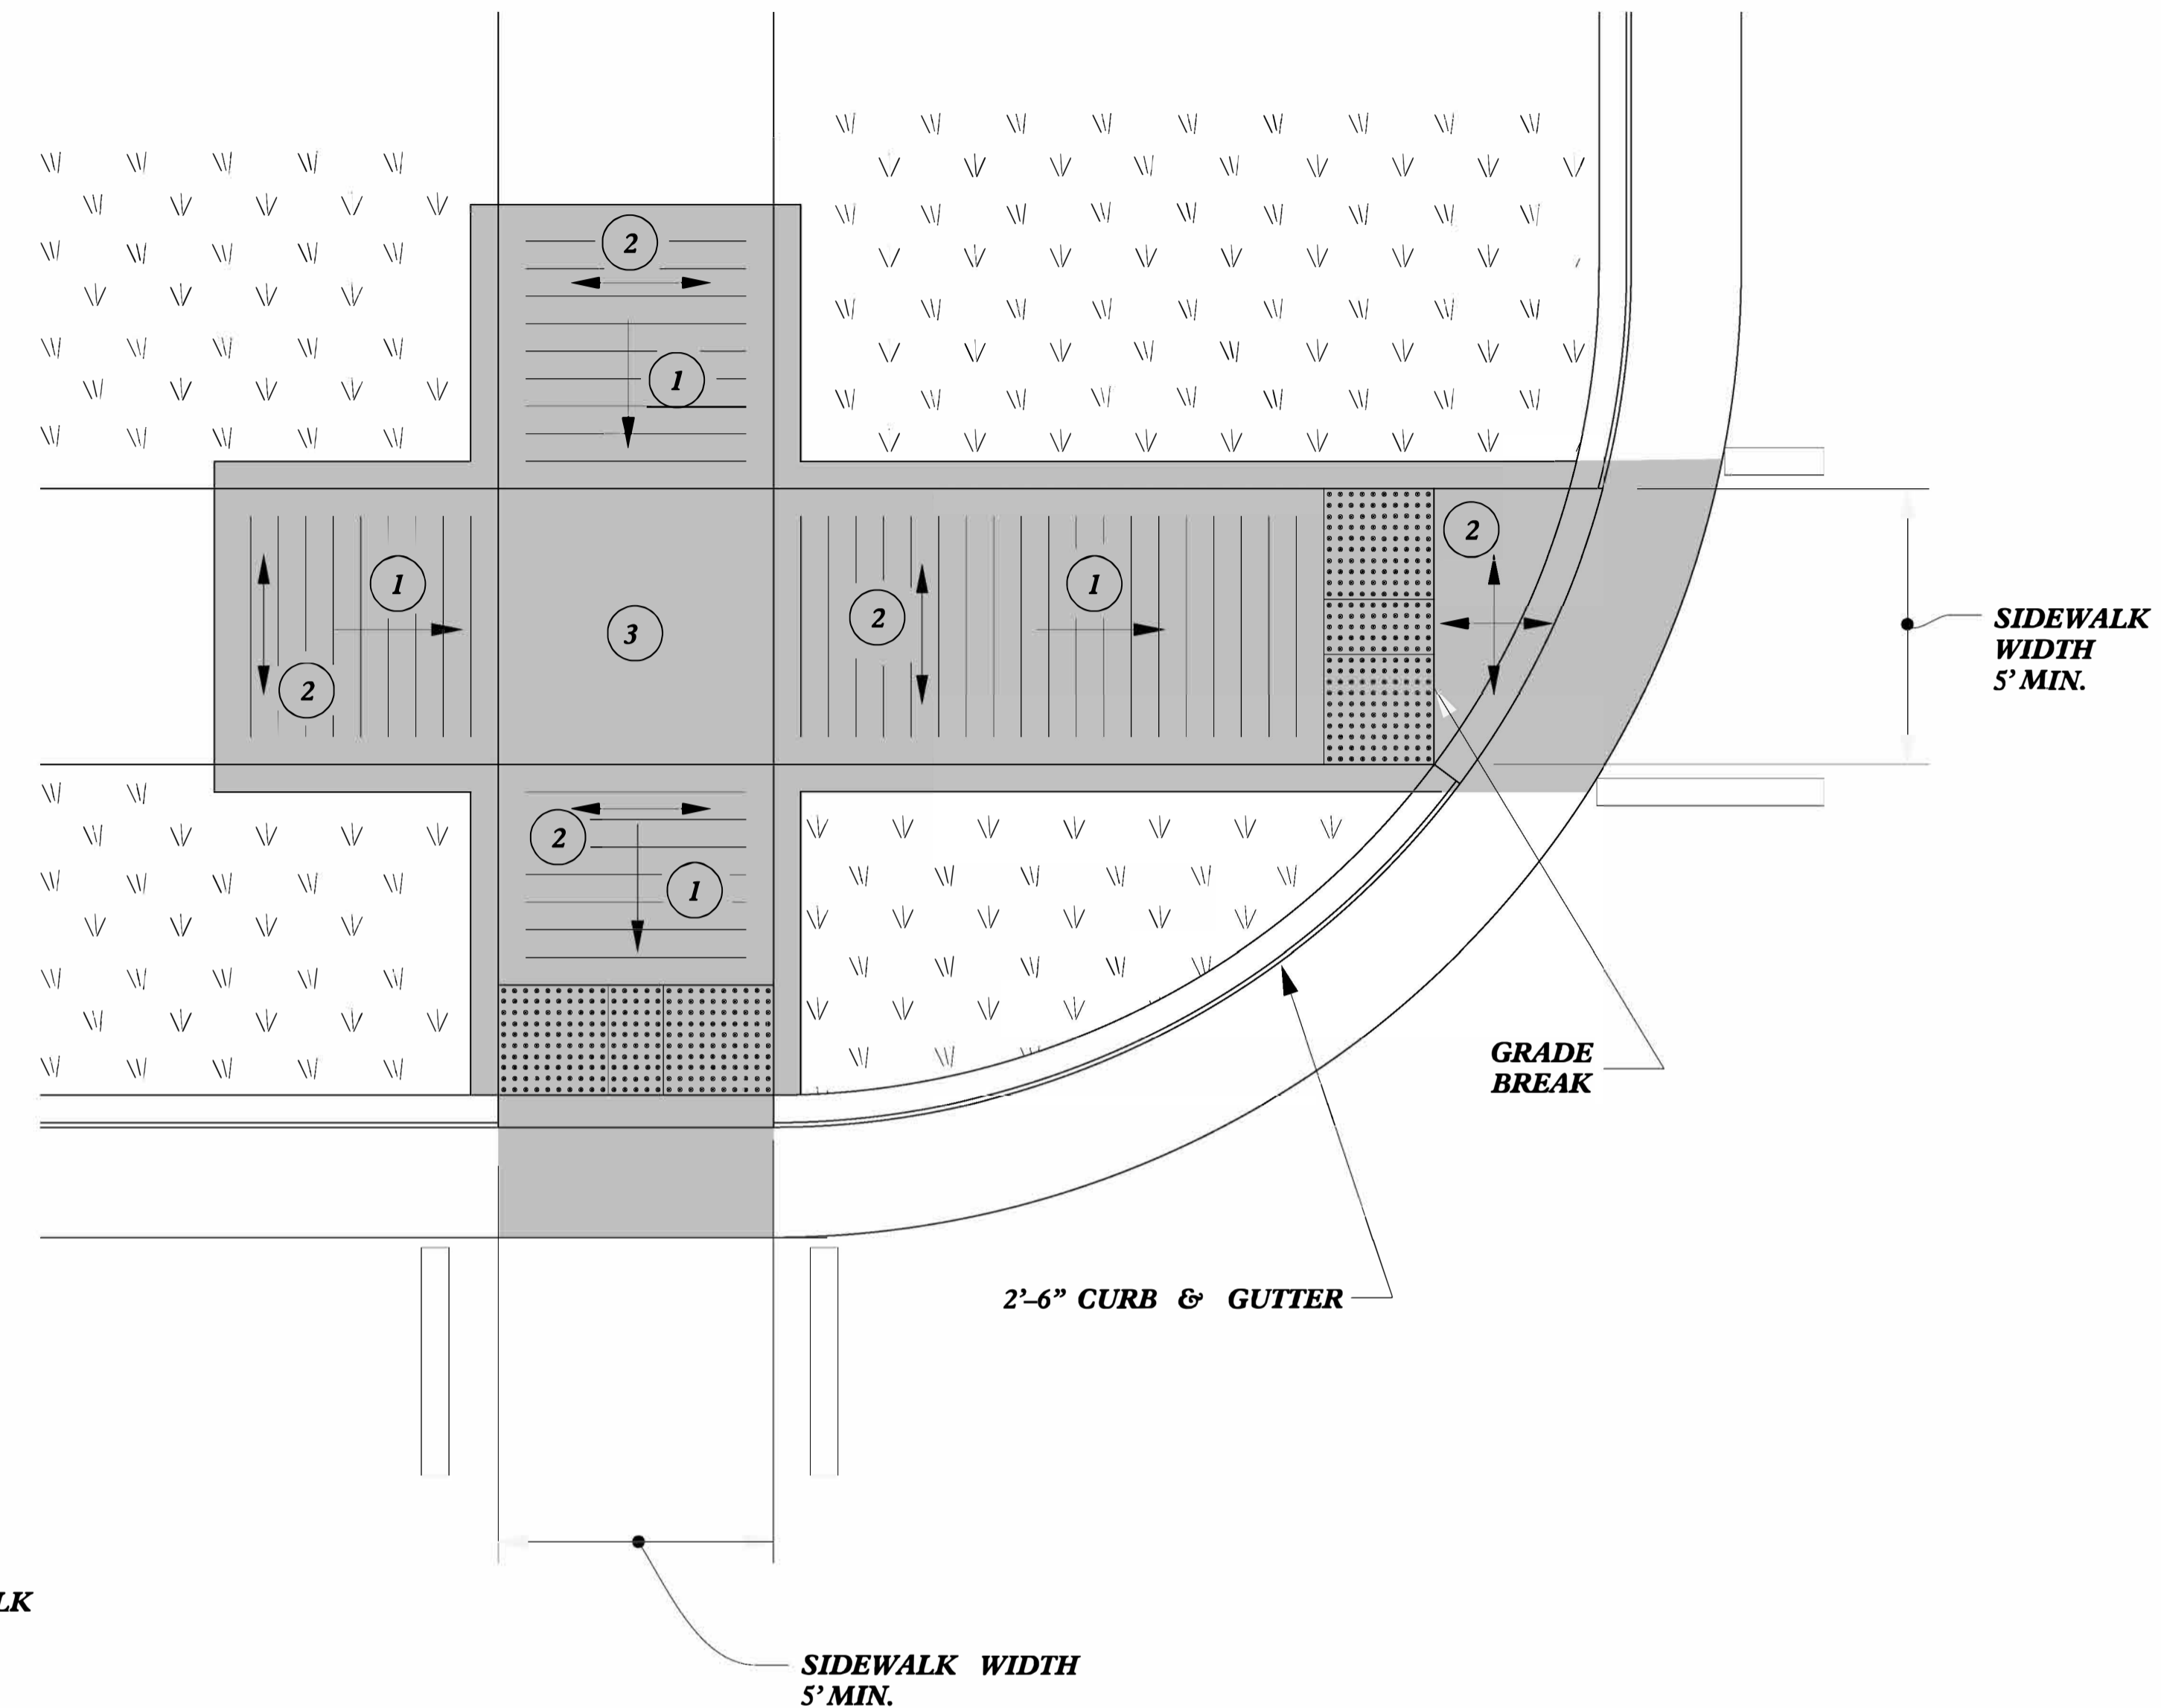 2
1
1
2
3
2
1
2
2
1
SIDEWALK
WIDTH
5' MIN.
GRADE
BREAK
2'–6" CURB & GUTTER
LK
SIDEWALK WIDTH
5' MIN.